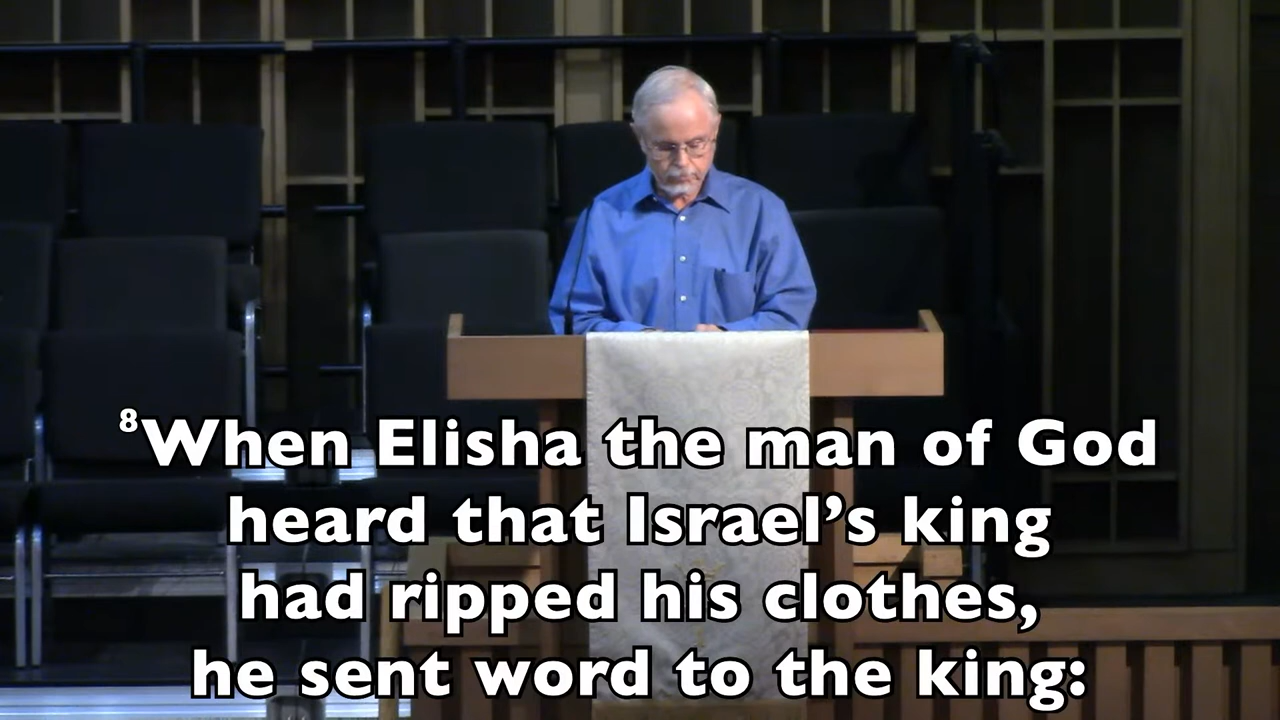 ⁸When Elisha the man of God
heard that Israel’s king
had ripped his clothes,
he sent word to the king: